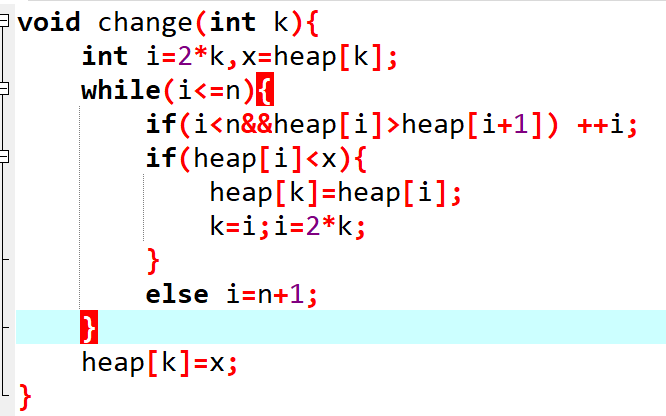 void change(int k){
    int i=2*k,x=heap[k];
    while(i<=n){
        if(i<n&&heap[i]>heap[i+1]) ++i;
        if(heap[i]<x){
            heap[k]=heap[i];
            k=i;i=2*k;
        }
        else i=n+1;
    }
    heap[k]=x;
}